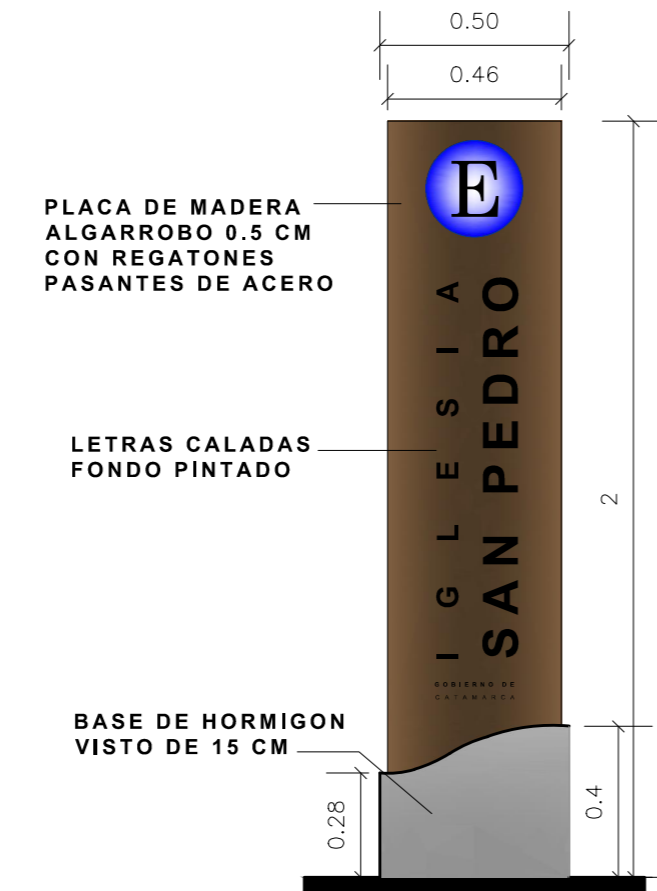 0.50
0.46
E
PLACA DE MADERA
ALGARROBO 0.5 CM
CON REGATONES
PASANTES DE ACERO
IGLESIA
SAN PEDRO
LETRAS CALADAS
FONDO PINTADO
2
GOBIERNO DE
CATAMARCA
BASE DE HORMIGON
VISTO DE 15 CM
0.28
0.4